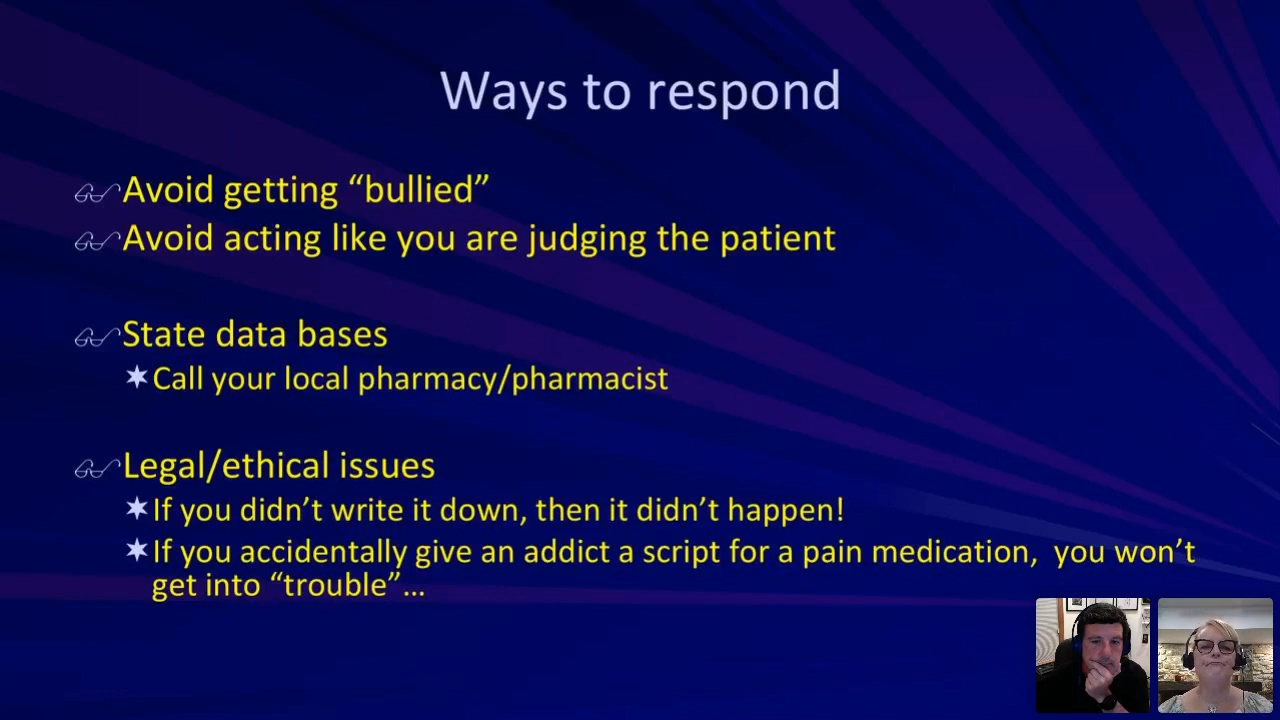 Ways to respond
Avoid getting “bullied”
Avoid acting like you are judging the patient
State data bases
Call your local pharmacy/pharmacist
Legal/ethical issues
If you didn’t write it down, then it didn’t happen!
If you accidentally give an addict a script for a pain medication,  you won’t
get into “trouble”…